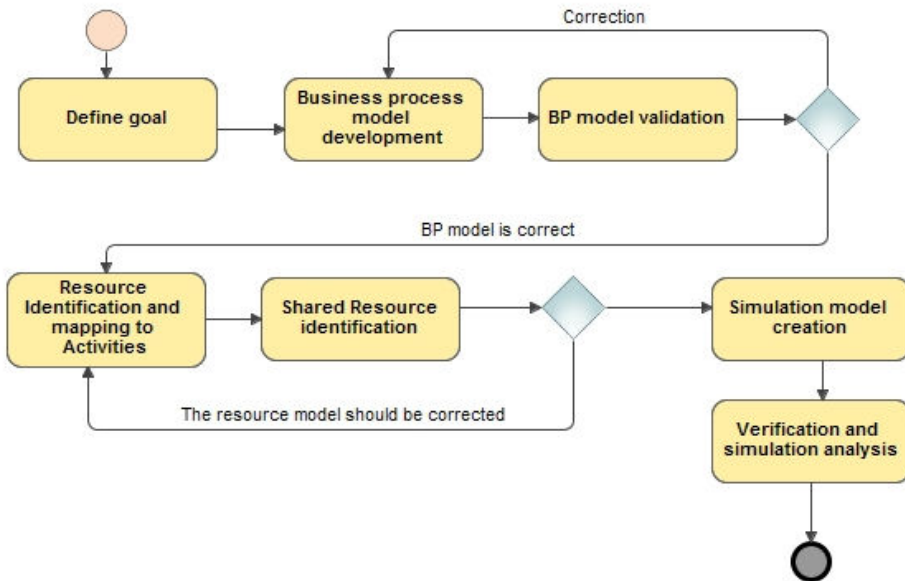 Correction
Define goal
Business process
model
development
BP model validation
BP model is correct
Resource
Identification and
mapping to
Activities
Shared Resource
identification
Simulation model
creation
The resource model should be corrected
Verification and
simulation analysis